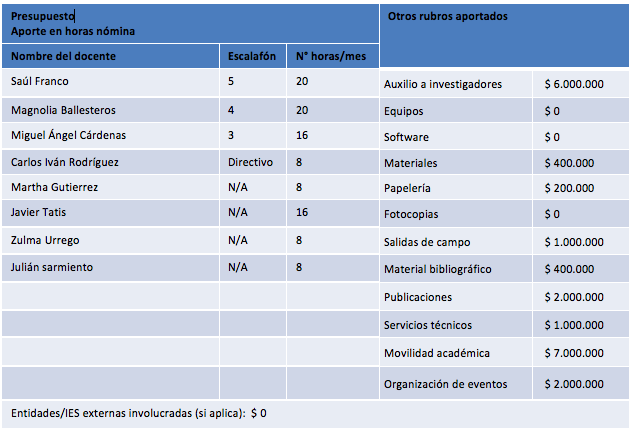 Presupuesto
Aporte en horas nómina
Otros rubros aportados
Nombre del docente Escalafón N° horas/mes
Saúl Franco 5 20
Magnolia Ballesteros 4 20
Miguel Ángel Cárdenas 3 16
Carlos Iván Rodríguez Directivo 8
Martha Gutierrez N/A 8
Javier Tatis N/A 16
Zulma Urrego N/A 8
Julián sarmiento N/A 8
Auxilio a investigadores $ 6.000.000
Equipos $ 0
Software $ 0
Materiales $ 400.000
Papelería $ 200.000
Fotocopias $ 0
Salidas de campo $ 1.000.000
Material bibliográfico $ 400.000
Publicaciones $ 2.000.000
Servicios técnicos $ 1.000.000
Movilidad académica $ 7.000.000
Organización de eventos $ 2.000.000
Entidades/IES externas involucradas (si aplica): $ 0